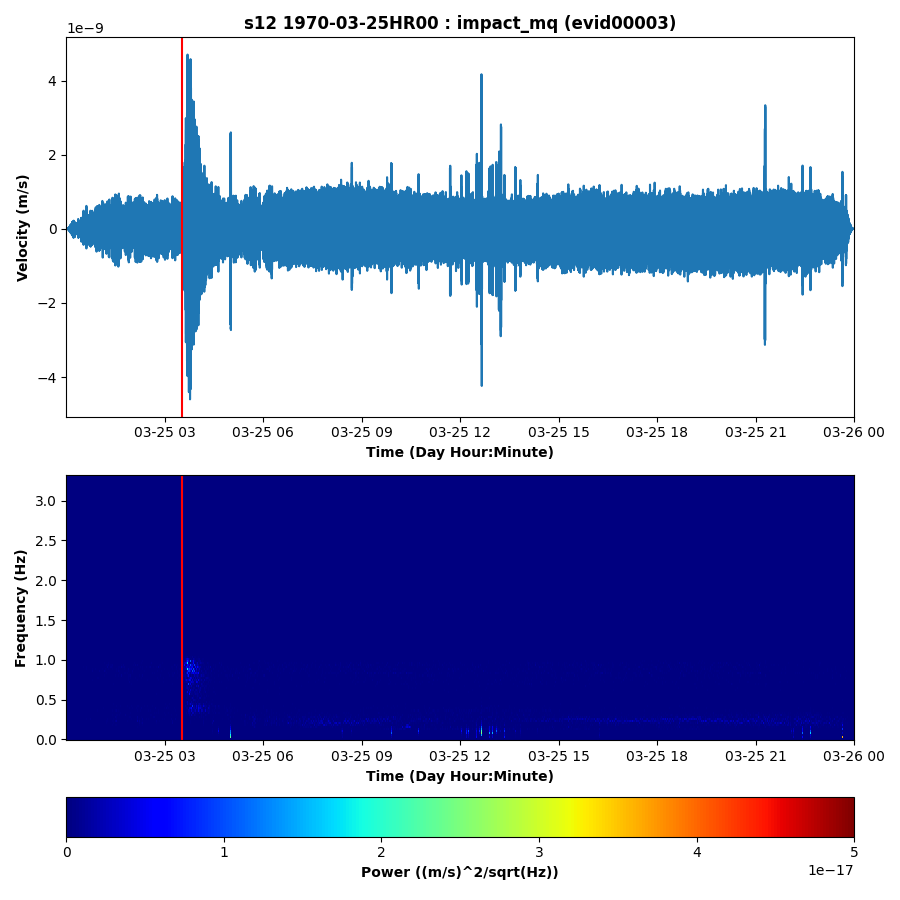 s12 1970-03-25HR00 : impact_mq (evid00003)
1e−9
4
2
0
−2
−4
Velocity (m/s)
03-25 03 03-25 06 03-25 09 03-25 12 03-25 15 03-25 18 03-25 21 03-26 00
Time (Day Hour:Minute)
3.0
2.5
2.0
1.5
1.0
0.5
0.0
Frequency (Hz)
03-25 03 03-25 06 03-25 09 03-25 12 03-25 15 03-25 18 03-25 21 03-26 00
Time (Day Hour:Minute)
0 1 2 3 4 5
1e−17
Power ((m/s)^2/sqrt(Hz))